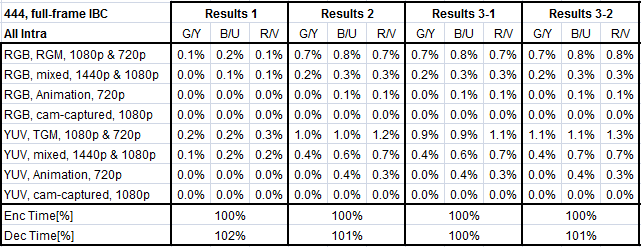 444, full-frame IBC Results 1 Results 2 Results 3-1 Results 3-2
All Intra G/Y B/U R/V G/Y B/U R/V G/Y B/U R/V G/Y B/U R/V
RGB, RGM, 1080p & 720p 0.1% 0.2% 0.1% 0.7% 0.8% 0.7% 0.7% 0.8% 0.7% 0.7% 0.8% 0.8%
RGB, mixed, 1440p & 1080p 0.0% 0.1% 0.1% 0.2% 0.3% 0.3% 0.2% 0.3% 0.3% 0.2% 0.3% 0.3%
RGB, Animation, 720p 0.0% 0.0% 0.0% 0.0% 0.1% 0.1% 0.0% 0.1% 0.1% 0.0% 0.1% 0.1%
RGB, cam-captured, 1080p 0.0% 0.0% 0.0% 0.0% 0.0% 0.0% 0.0% 0.0% 0.0% 0.0% 0.0% 0.0%
YUV, TGM, 1080p & 720p 0.2% 0.2% 0.3% 1.0% 1.0% 1.2% 0.9% 0.9% 1.1% 1.1% 1.1% 1.3%
YUV, mixed, 1440p & 1080p 0.1% 0.2% 0.2% 0.4% 0.6% 0.7% 0.4% 0.6% 0.7% 0.4% 0.7% 0.7%
YUV, Animation, 720p 0.0% 0.0% 0.0% 0.0% 0.4% 0.3% 0.0% 0.4% 0.3% 0.0% 0.4% 0.3%
YUV, cam-captured, 1080p 0.0% 0.0% 0.0% 0.0% 0.0% 0.0% 0.0% 0.0% 0.0% 0.0% 0.0% 0.0%
Enc Time[%] 100% 100% 100% 100%
Dec Time[%] 102% 101% 100% 101%